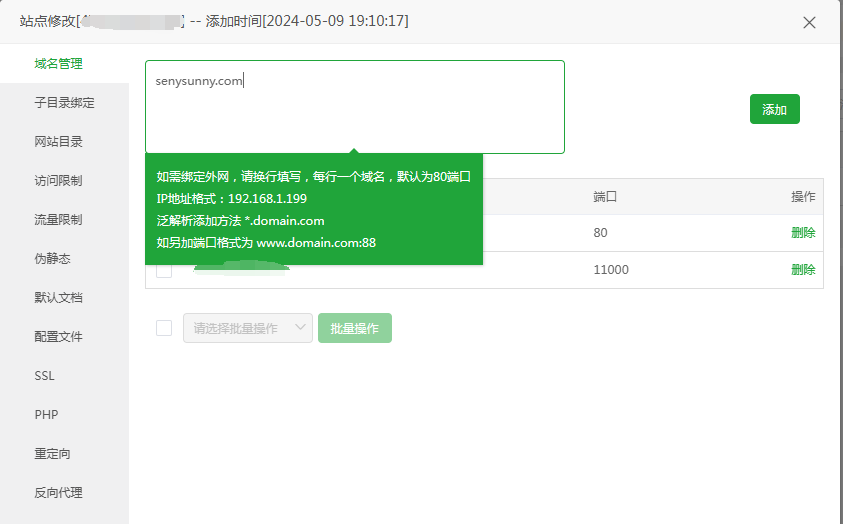 站点修改[ ] -- 添加时间[2024-05-09 19:10:17]
域名管理
子目录绑定
网站目录
访问限制
流量限制
伪静态
默认文档
配置文件
SSL
PHP
重定向
反向代理
senysunny.com
添加
如需绑定外网，请换行填写，每行一个域名，默认为80端口
IP地址格式：192.168.1.199
泛解析添加方法 *.domain.com
如另加端口格式为 www.domain.com:88
端口 操作
80 删除
11000 删除
请选择批量操作 批量操作